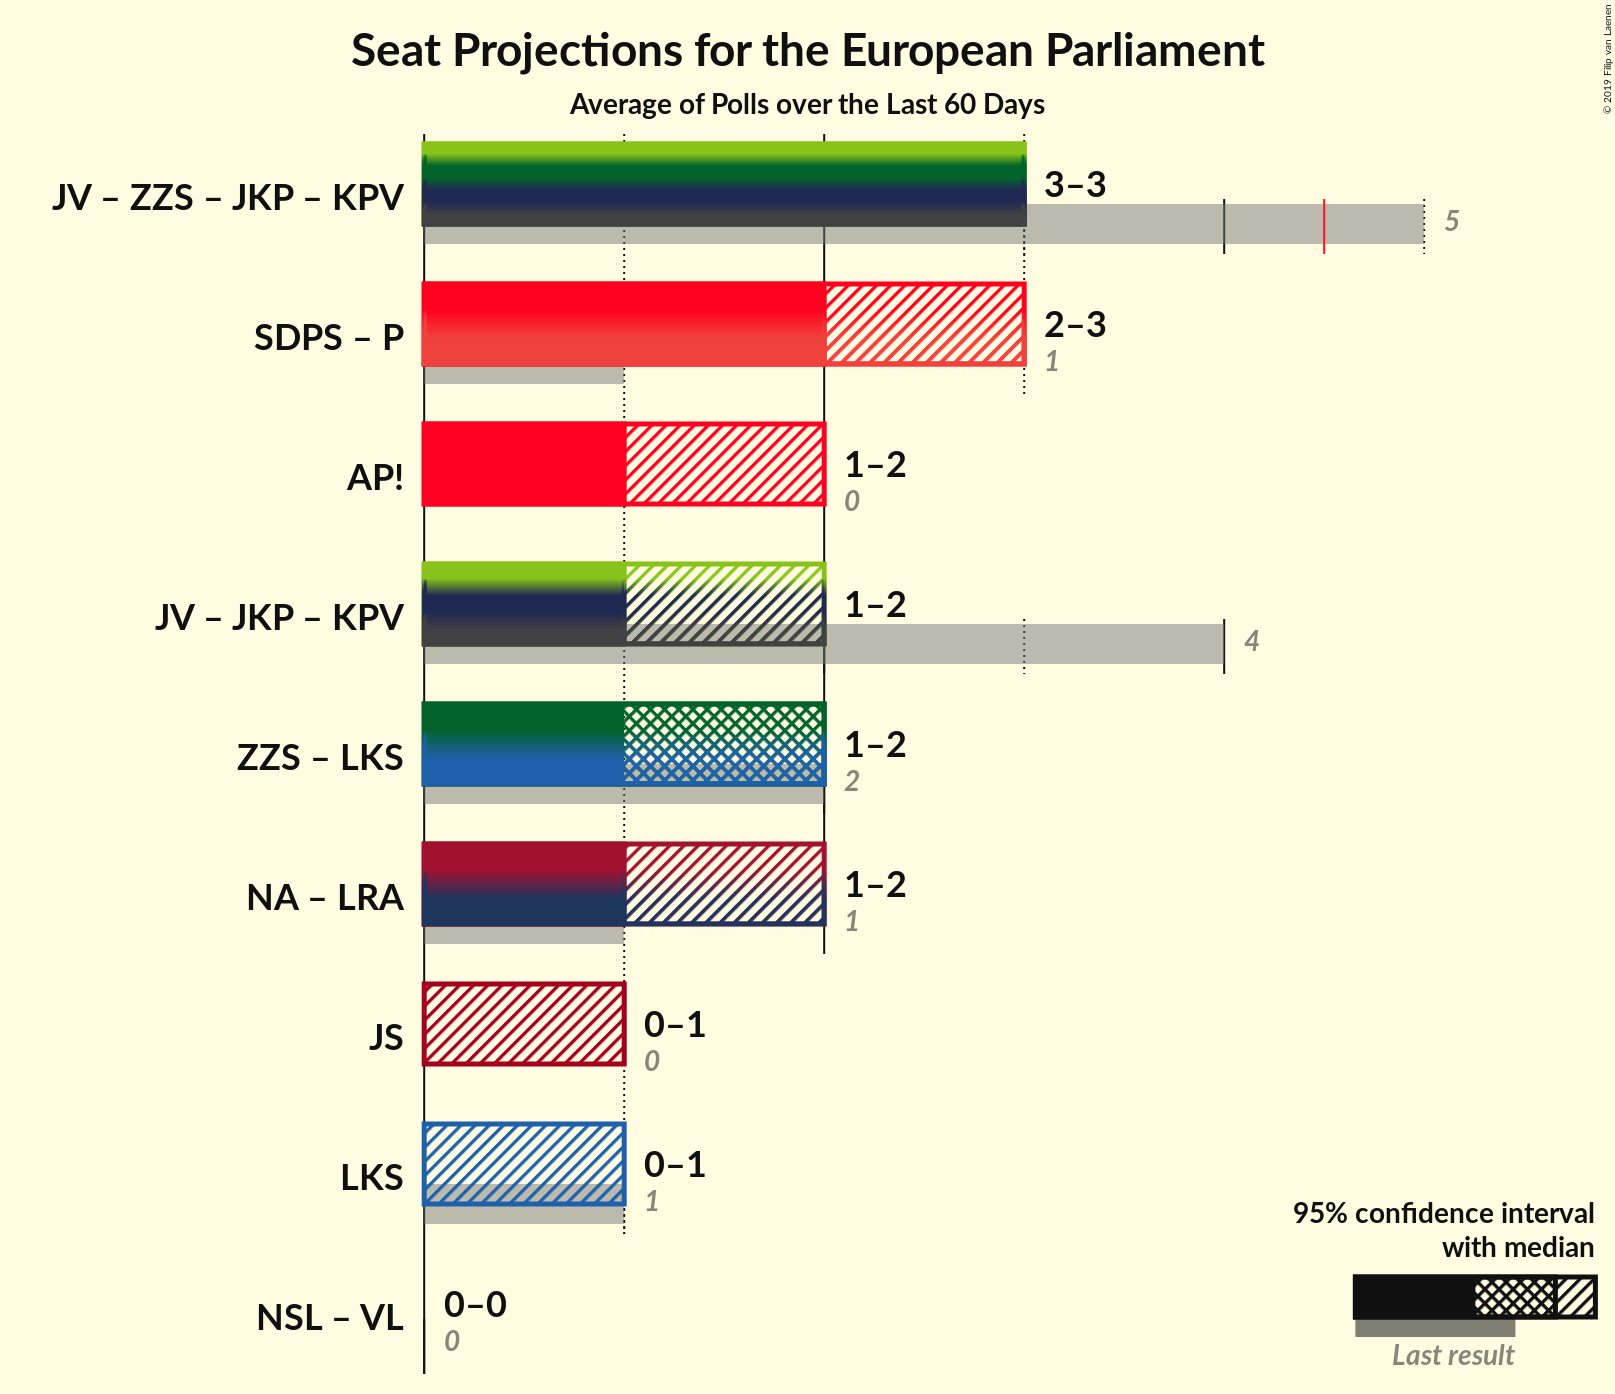 Seat Projections for the European Parliament
Average of Polls over the Last 60 Days
© 2019 Filip van Laenen
JV – ZZS – JKP – KPV
3–3
5
SDPS – P
2–3
1
AP!
1–2
0
JV – JKP – KPV
1–2
4
ZZS – LKS
1–2
2
NA – LRA
1–2
1
JS
0–1
0
LKS
0–1
1
NSL – VL
0–0
0
95% confidence interval
with median
Last result